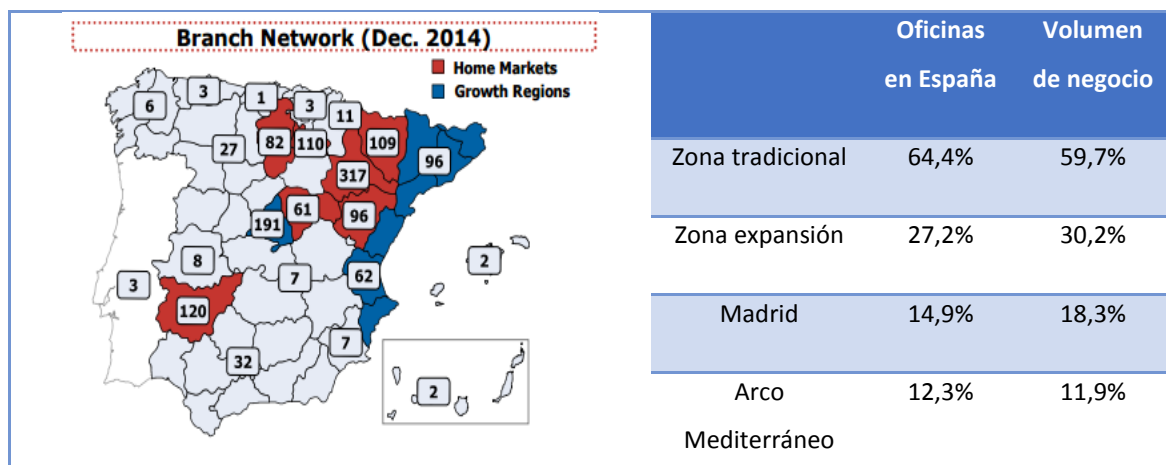 Branch Network (Dec. 2014)
Home Markets
Growth Regions
6
3
1
3
11
27
82
110
109
96
317
191
61
96
8
7
62
2
3
120
7
32
2
Oficinas
en España
Volumen
de negocio
Zona tradicional 64,4% 59,7%
Zona expansión 27,2% 30,2%
Madrid 14,9% 18,3%
Arco 12,3% 11,9%
Mediterráneo